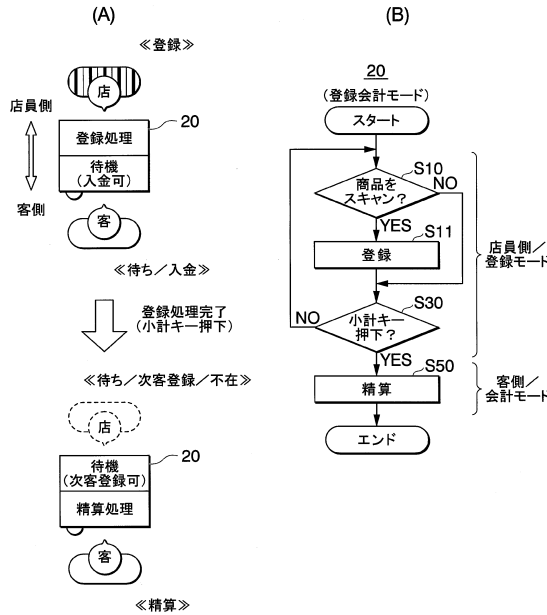 (A)
≪登録≫
店
店員側
客側
20
登録処理
待機
(入金可)
客
≪待ち／入金≫
登録処理完了
(小計キー押下)
≪待ち／次客登録／不在≫
店
20
待機
(次客登録可)
精算処理
客
≪精算≫
(B)
20
(登録会計モード)
スタート
S10
商品を
スキャン？
NO
YES
S11
登録
S30
小計キー
押下？
NO
YES
S50
精算
エンド
店員側／
登録モード
客側／
会計モード